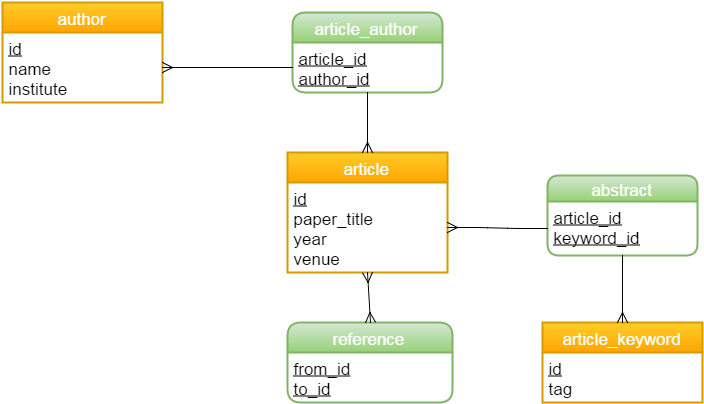 author
id
name
institute
article_author
article_id
author_id
article
id
paper_title
year
venue
abstract
article_id
keyword_id
reference
from_id
to_id
article_keyword
id
tag